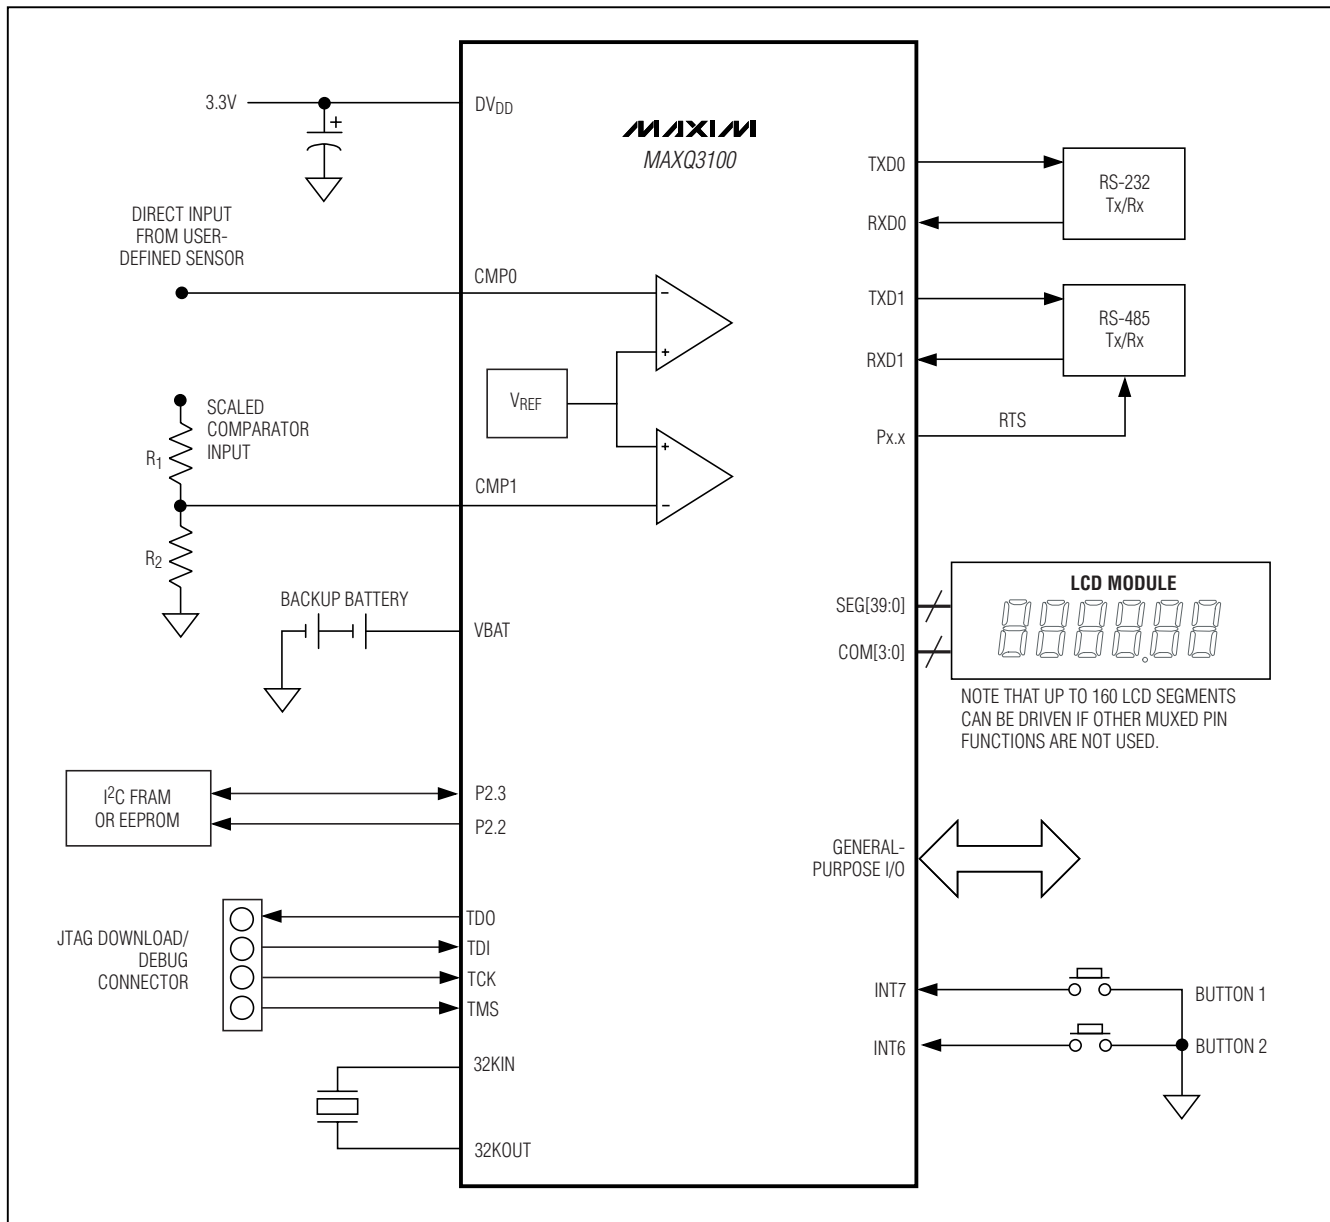 3.3V
+
DVDD
MAXIM
MAXQ3100
DIRECT INPUT
FROM USER-
DEFINED SENSOR
CMP0
−
+
VREF
SCALED
COMPARATOR
INPUT
R1
+
CMP1
−
R2
BACKUP BATTERY
VBAT
I2C FRAM
OR EEPROM
P2.3
P2.2
JTAG DOWNLOAD/
DEBUG
CONNECTOR
TDO
TDI
TCK
TMS
32KIN
32KOUT
TXD0
RXD0
RS-232
Tx/Rx
TXD1
RXD1
RS-485
Tx/Rx
Px.x
RTS
SEG[39:0]
COM[3:0]
LCD MODULE
NOTE THAT UP TO 160 LCD SEGMENTS
CAN BE DRIVEN IF OTHER MUXED PIN
FUNCTIONS ARE NOT USED.
GENERAL-
PURPOSE I/O
INT7
BUTTON 1
INT6
BUTTON 2